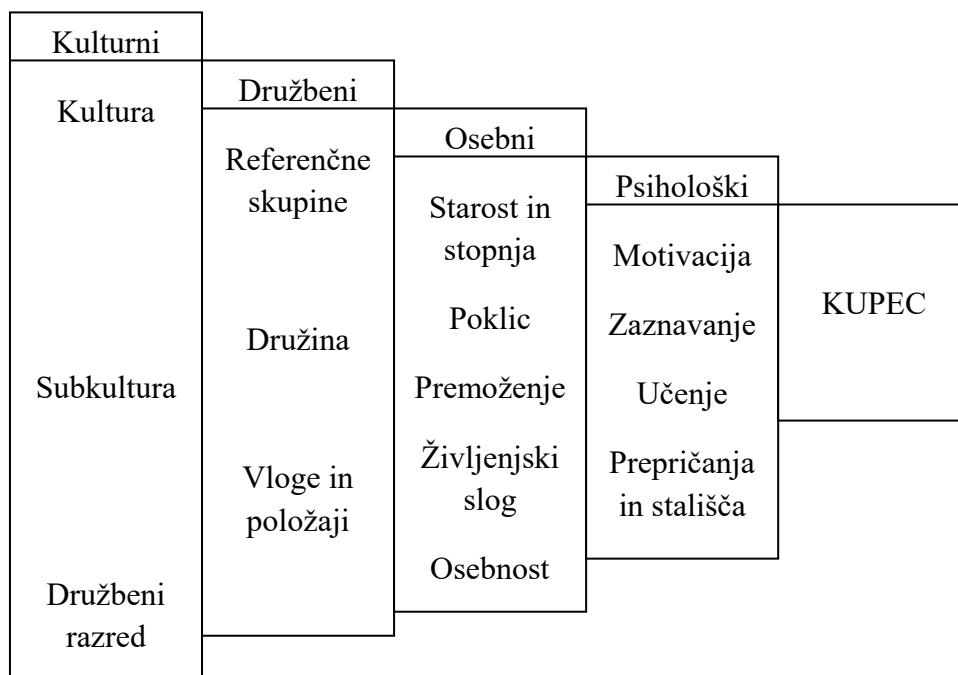 Kulturni
Kultura
Subkultura
Družbeni
razred
Družbeni
Referenčne
skupine
Družina
Vloge in
položaji
Osebni
Starost in
stopnja
Poklic
Premoženje
Življenjski
slog
Osebnost
Psihološki
Motivacija
Zaznavanje
Učenje
Prepričanja
in stališča
KUPEC